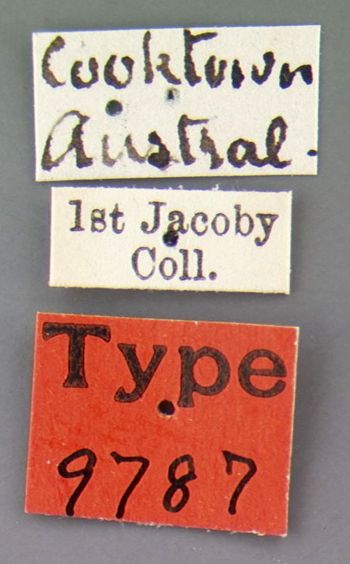 Cooktown
Austral.
1st Jacoby
Coll.
Type
9787